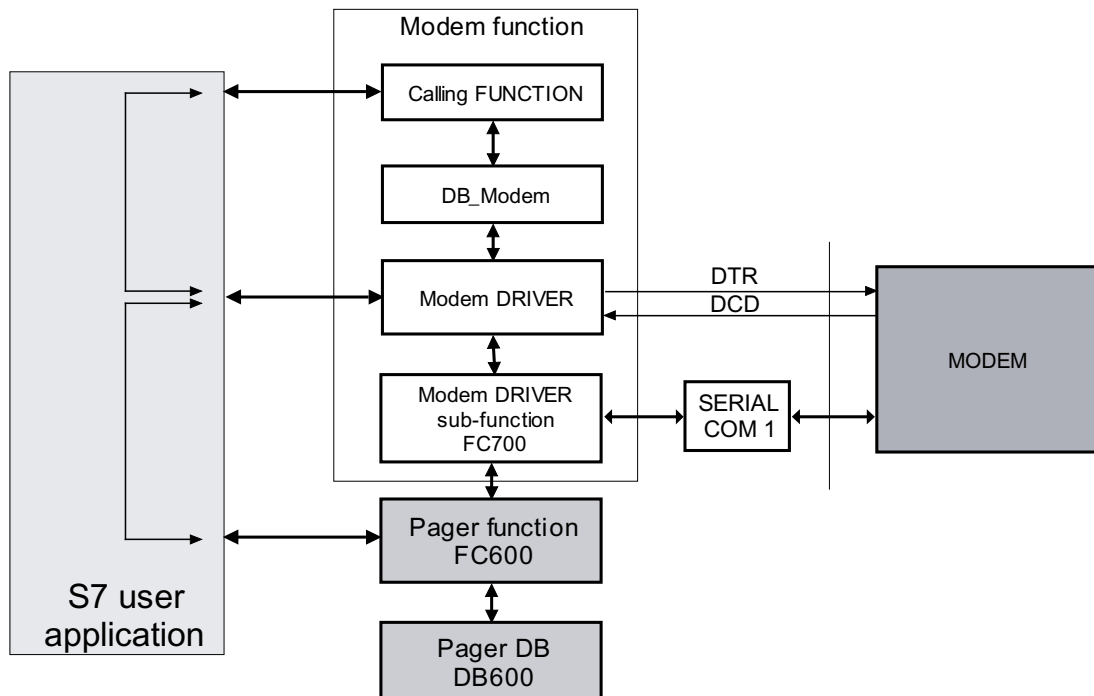 Modem function
Calling FUNCTION
DB_Modem
Modem DRIVER
DTR
DCD
MODEM
Modem DRIVER
sub-function
FC700
SERIAL
COM 1
Pager function
FC600
S7 user
application
Pager DB
DB600